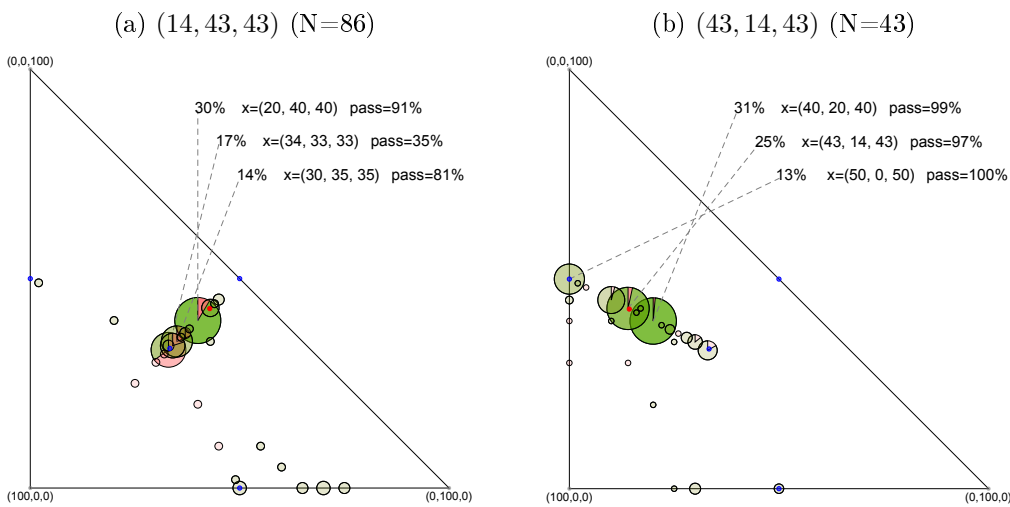 (a) (14, 43, 43) (N=86)
(0,0,100)
30% x=(20, 40, 40) pass=91%
17% x=(34, 33, 33) pass=35%
14% x=(30, 35, 35) pass=81%
(100,0,0)
(0,100,0)
(b) (43, 14, 43) (N=43)
(0,0,100)
31% x=(40, 20, 40) pass=99%
25% x=(43, 14, 43) pass=97%
13% x=(50, 0, 50) pass=100%
(100,0,0)
(0,100,0)